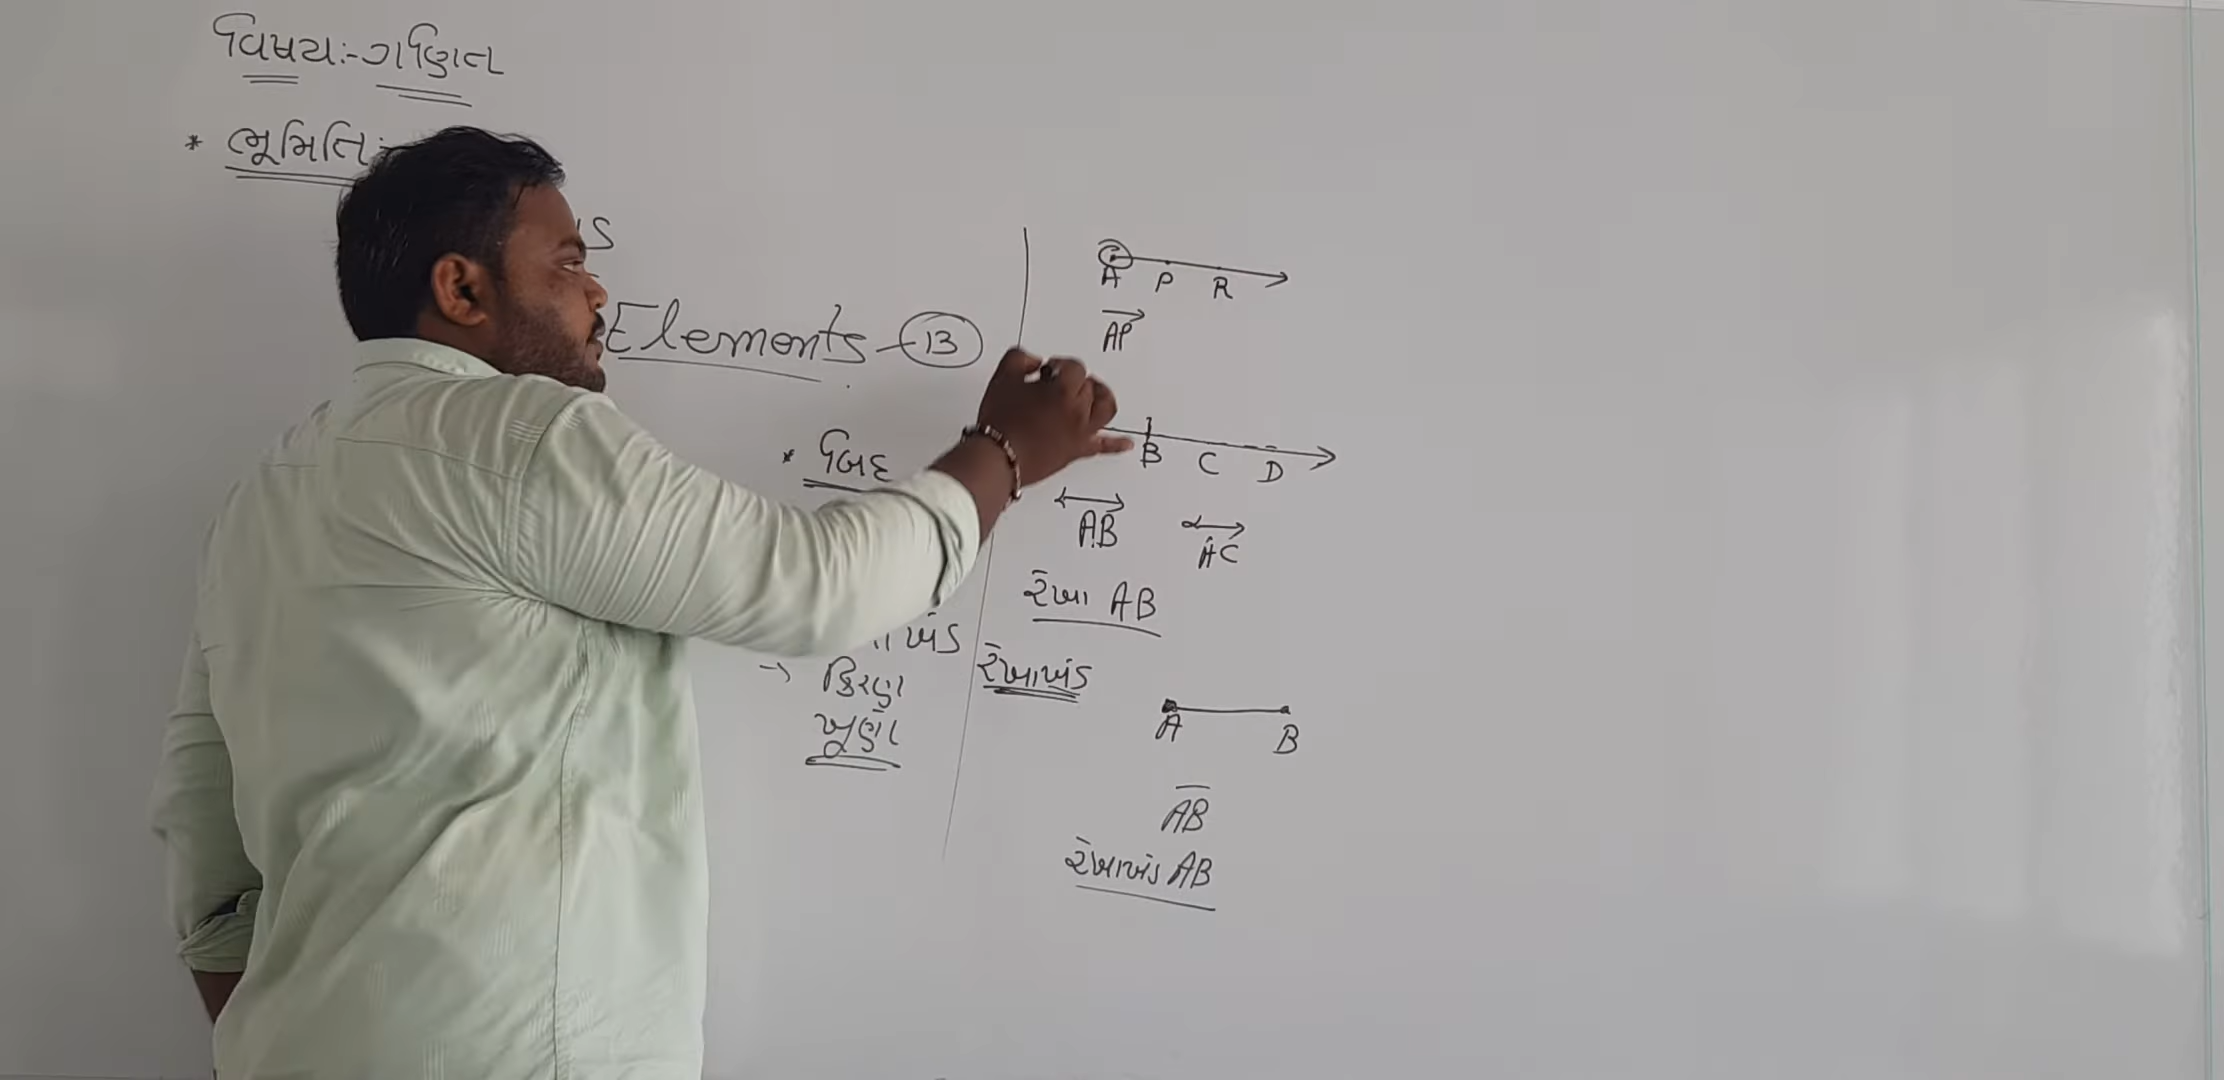 વિષય:- ગણિત
* ભૂમિતિ:-
Elements - 13
* બિંદુ
→ કિરણ
ખૂણો
A P R
AP
B C D
AB AC
રેખા AB
રેખાખંડ
A B
AB
રેખાખંડ AB